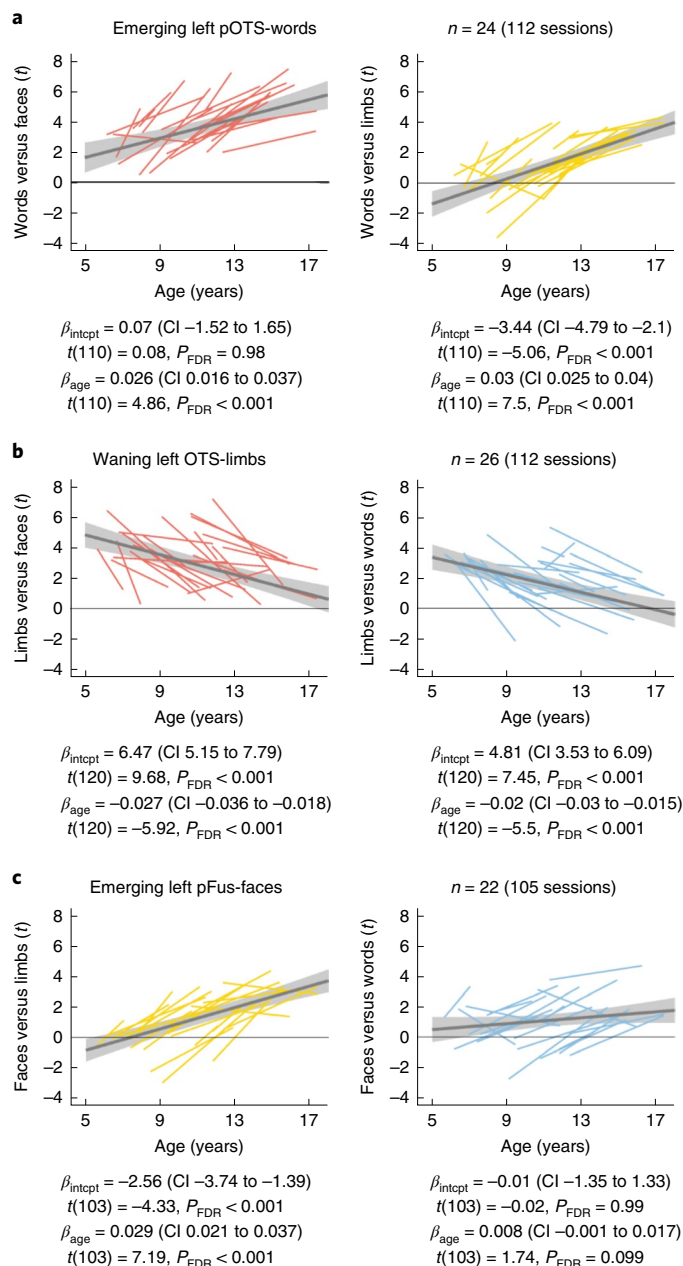 a
Emerging left pOTS-words
n = 24 (112 sessions)
Words versus faces (t)
8
6
4
2
0
−2
−4
5 9 13 17
Age (years)
Words versus limbs (t)
8
6
4
2
0
−2
−4
5 9 13 17
Age (years)
βintcpt = 0.07 (CI −1.52 to 1.65)
t(110) = 0.08, PFDR = 0.98
βage = 0.026 (CI 0.016 to 0.037)
t(110) = 4.86, PFDR < 0.001
βintcpt = −3.44 (CI −4.79 to −2.1)
t(110) = −5.06, PFDR < 0.001
βage = 0.03 (CI 0.025 to 0.04)
t(110) = 7.5, PFDR < 0.001
b
Waning left OTS-limbs
n = 26 (112 sessions)
Limbs versus faces (t)
8
6
4
2
0
−2
−4
5 9 13 17
Age (years)
Limbs versus words (t)
8
6
4
2
0
−2
−4
5 9 13 17
Age (years)
βintcpt = 6.47 (CI 5.15 to 7.79)
t(120) = 9.68, PFDR < 0.001
βage = −0.027 (CI −0.036 to −0.018)
t(120) = −5.92, PFDR < 0.001
βintcpt = 4.81 (CI 3.53 to 6.09)
t(120) = 7.45, PFDR < 0.001
βage = −0.02 (CI −0.03 to −0.015)
t(120) = −5.5, PFDR < 0.001
c
Emerging left pFus-faces
n = 22 (105 sessions)
Faces versus limbs (t)
8
6
4
2
0
−2
−4
5 9 13 17
Age (years)
Faces versus words (t)
8
6
4
2
0
−2
−4
5 9 13 17
Age (years)
βintcpt = −2.56 (CI −3.74 to −1.39)
t(103) = −4.33, PFDR < 0.001
βage = 0.029 (CI 0.021 to 0.037)
t(103) = 7.19, PFDR < 0.001
βintcpt = −0.01 (CI −1.35 to 1.33)
t(103) = −0.02, PFDR = 0.99
βage = 0.008 (CI −0.001 to 0.017)
t(103) = 1.74, PFDR = 0.099